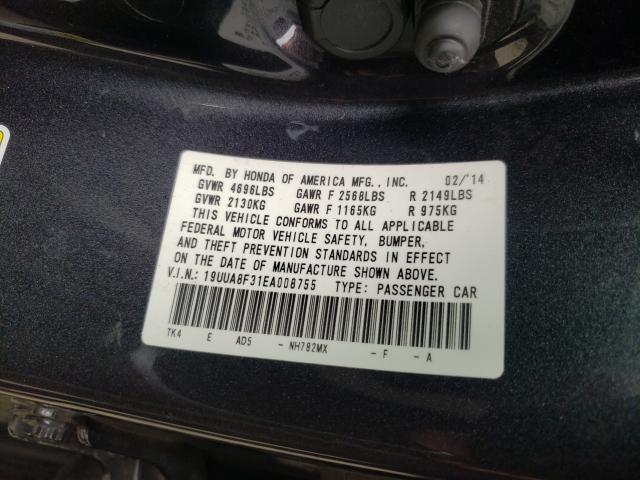 MFD. BY HONDA OF AMERICA MFG., INC. 02/'14
GVWR 4696LBS GAWR F 2568LBS R 2149LBS
GVWR 2130KG GAWR F 1165KG R 975KG
THIS VEHICLE CONFORMS TO ALL APPLICABLE
FEDERAL MOTOR VEHICLE SAFETY, BUMPER,
AND THEFT PREVENTION STANDARDS IN EFFECT
ON THE DATE OF MANUFACTURE SHOWN ABOVE.
V.I.N.: 19UUA8F31EA008755 TYPE: PASSENGER CAR
TK4 E AD5 - NH782MX - F - A